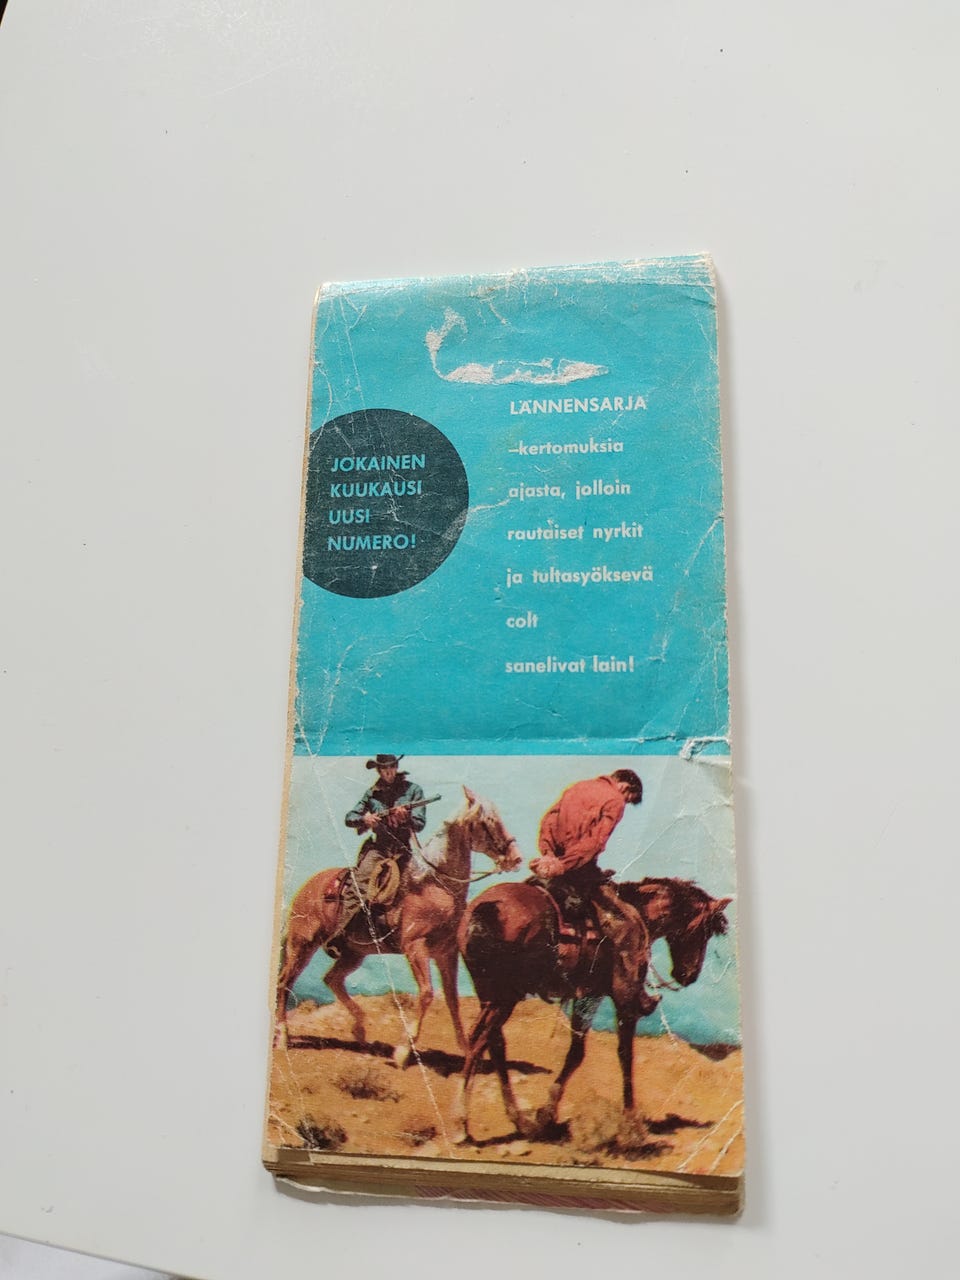 JOKAINEN
KUUKAUSI
UUSI
NUMERO!
LÄNNENSARJA
–kertomuksia
ajasta, jolloin
rautaiset nyrkit
ja tultasyöksevä
colt
sanelivat lain!